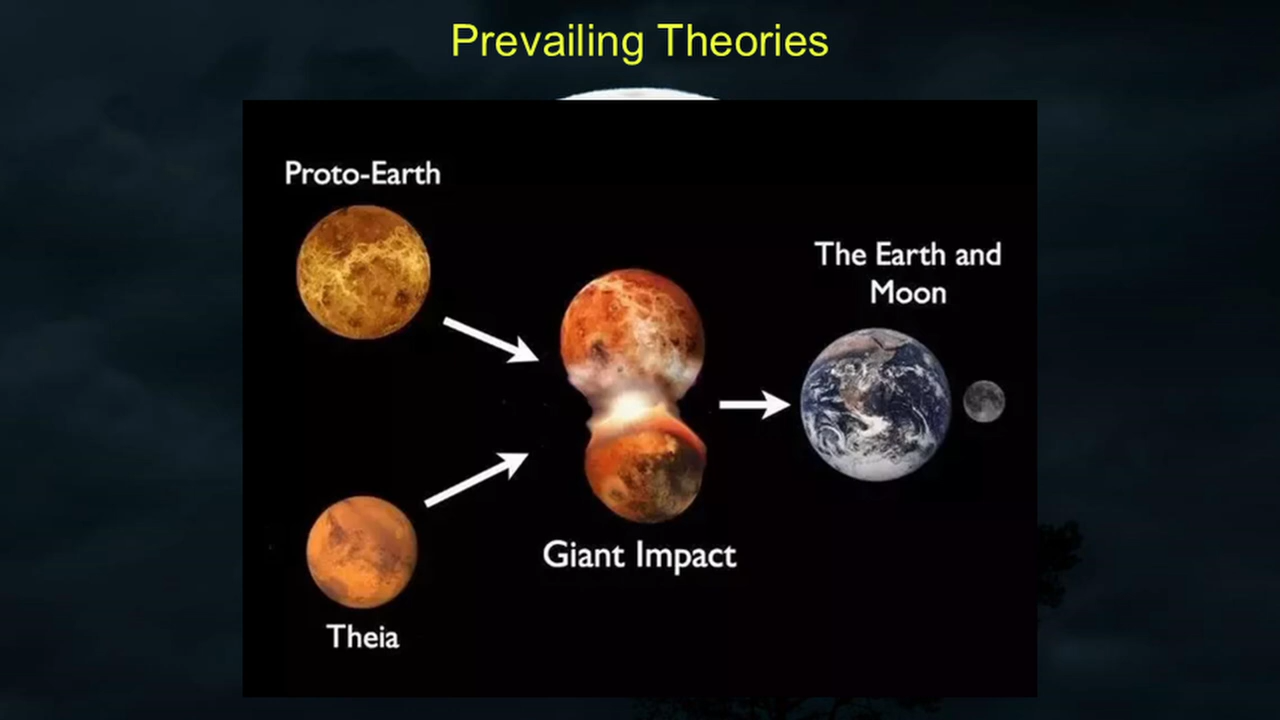 Prevailing Theories
Proto-Earth
The Earth and
Moon
Giant Impact
Theia